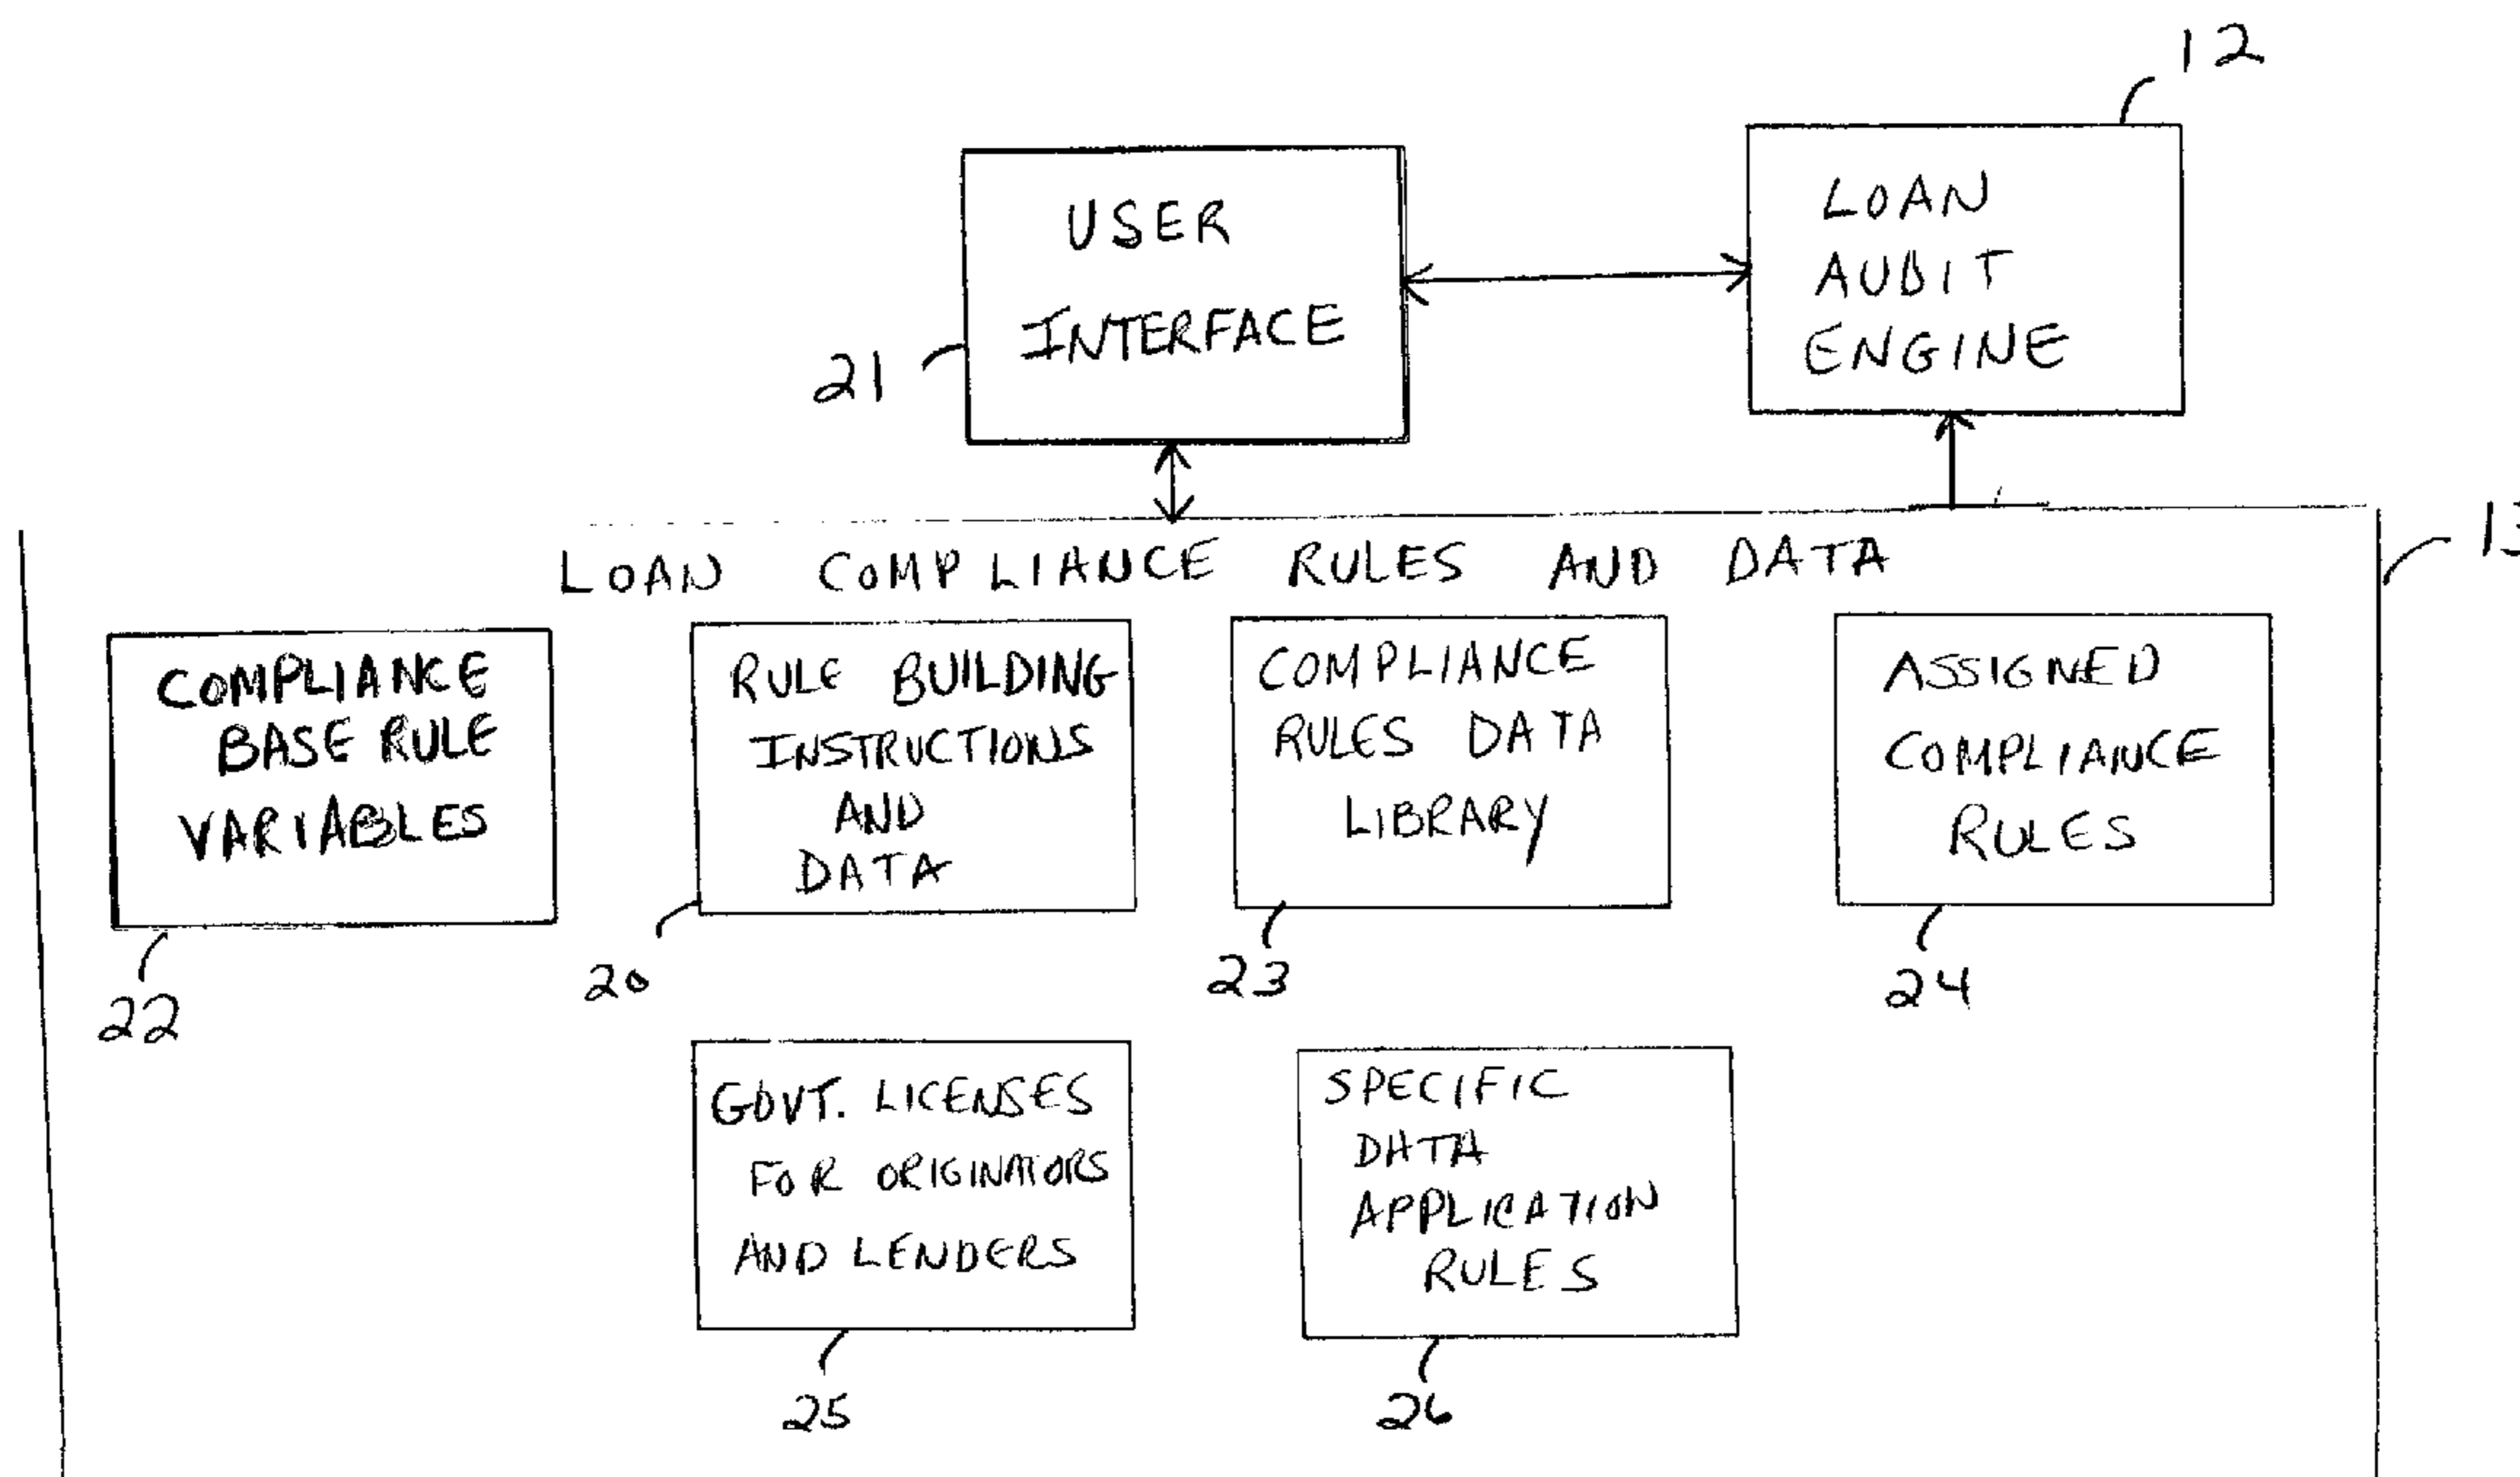 12
USER
INTERFACE
21
LOAN
AUDIT
ENGINE
LOAN COMPLIANCE RULES AND DATA
13
COMPLIANCE
BASE RULE
VARIABLES
22
RULE BUILDING
INSTRUCTIONS
AND
DATA
20
COMPLIANCE
RULES DATA
LIBRARY
23
ASSIGNED
COMPLIANCE
RULES
24
GOVT. LICENSES
FOR ORIGINATORS
AND LENDERS
25
SPECIFIC
DATA
APPLICATION
RULES
26